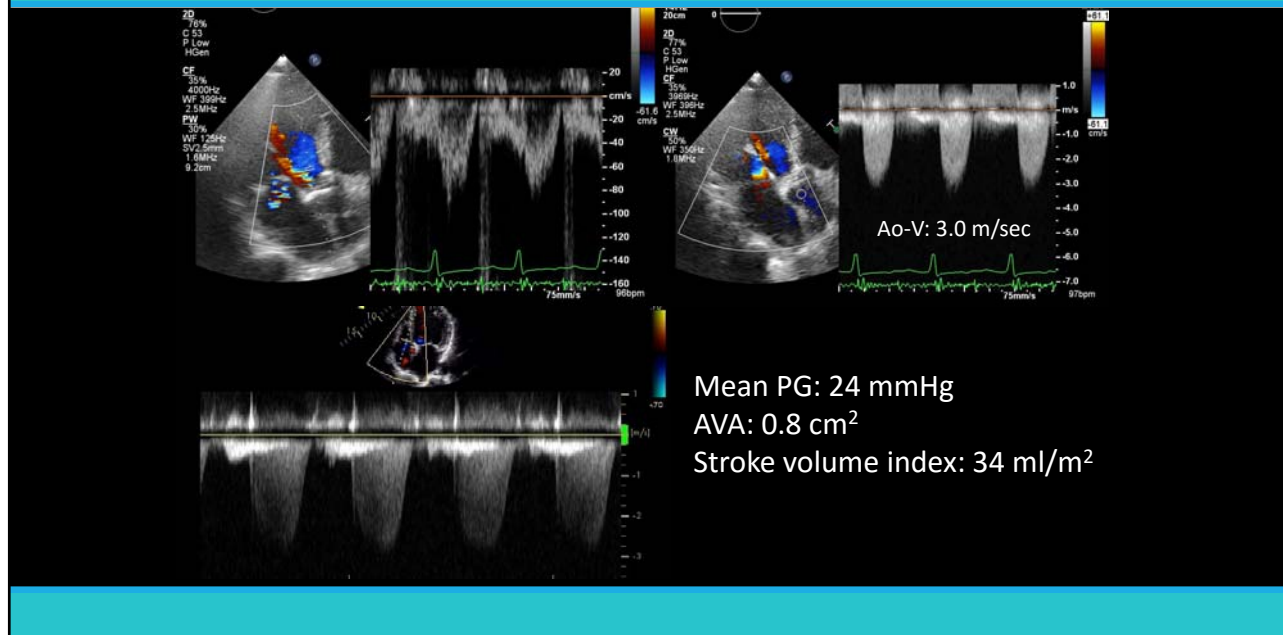 2D
76%
C 53
P Low
HGen
CF
35%
4000Hz
WF 399Hz
2.5MHz
PW
30%
WF 125Hz
SV2.5mm
1.6MHz
9.2cm
20
cm/s
-20
-40
-60
-80
-100
-120
-140
-160
-61.6
cm/s
75mm/s
96bpm
20cm
0
2D
77%
C 53
P Low
HGen
CF
35%
3969Hz
WF 396Hz
2.5MHz
CW
50%
WF 350Hz
1.8MHz
+61.1
-61.1
cm/s
1.0
m/s
-1.0
-2.0
-3.0
-4.0
-5.0
-6.0
-7.0
Ao-V: 3.0 m/sec
75mm/s
97bpm
+70
1
[m/s]
-1
-2
-3
Mean PG: 24 mmHg
AVA: 0.8 cm²
Stroke volume index: 34 ml/m²